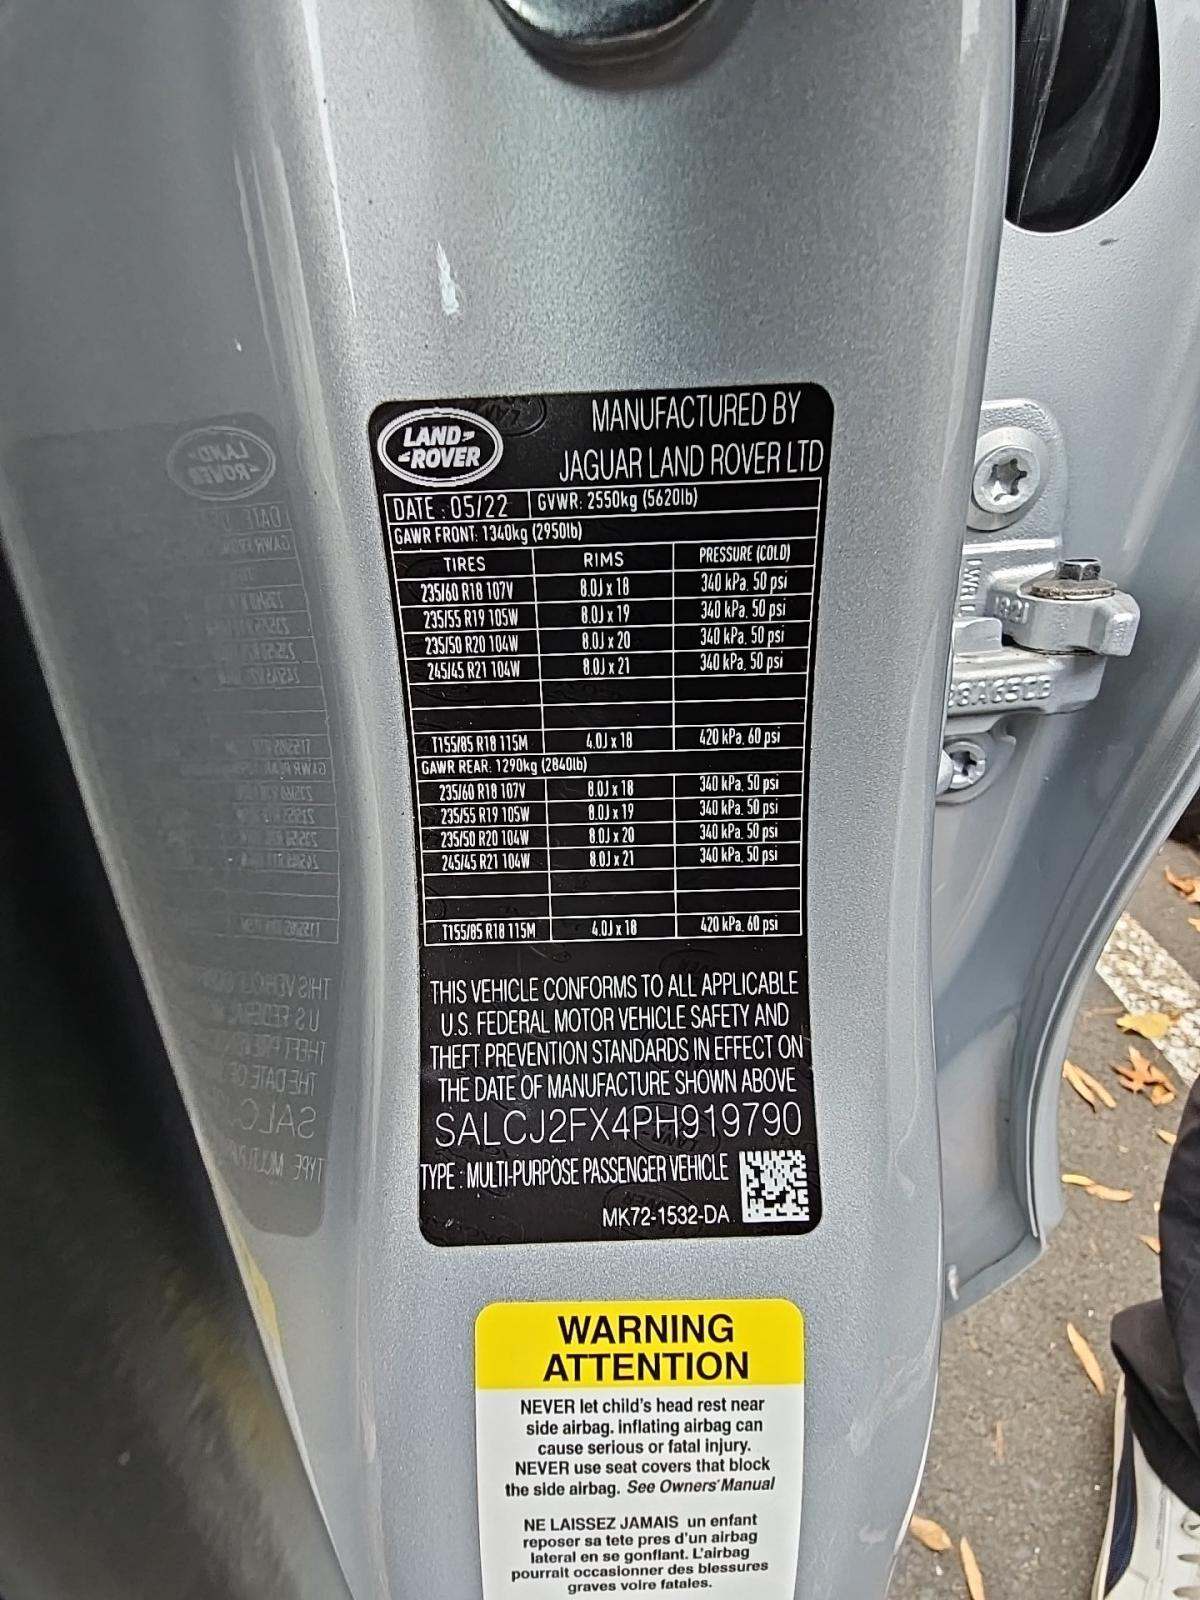 LAND
ROVER
MANUFACTURED BY
JAGUAR LAND ROVER LTD
DATE : 05/22 GVWR: 2550kg (5620lb)
GAWR FRONT: 1340kg (2950lb)
TIRES RIMS PRESSURE (COLD)
235/60 R18 107V 8.0J x 18 340 kPa, 50 psi
235/55 R19 105W 8.0J x 19 340 kPa, 50 psi
235/50 R20 104W 8.0J x 20 340 kPa, 50 psi
245/45 R21 104W 8.0J x 21 340 kPa, 50 psi
T155/85 R18 115M 4.0J x 18 420 kPa, 60 psi
GAWR REAR: 1290kg (2840lb)
235/60 R18 107V 8.0J x 18 340 kPa, 50 psi
235/55 R19 105W 8.0J x 19 340 kPa, 50 psi
235/50 R20 104W 8.0J x 20 340 kPa, 50 psi
245/45 R21 104W 8.0J x 21 340 kPa, 50 psi
T155/85 R18 115M 4.0J x 18 420 kPa, 60 psi
THIS VEHICLE CONFORMS TO ALL APPLICABLE
U.S. FEDERAL MOTOR VEHICLE SAFETY AND
THEFT PREVENTION STANDARDS IN EFFECT ON
THE DATE OF MANUFACTURE SHOWN ABOVE
SALCJ2FX4PH919790
TYPE : MULTI-PURPOSE PASSENGER VEHICLE
MK72-1532-DA
WARNING
ATTENTION
NEVER let child's head rest near
side airbag, inflating airbag can
cause serious or fatal injury.
NEVER use seat covers that block
the side airbag. See Owners' Manual
NE LAISSEZ JAMAIS un enfant
reposer sa tete pres d'un airbag
lateral en se gonflant. L'airbag
pourrait occasionner des blessures
graves voire fatales.